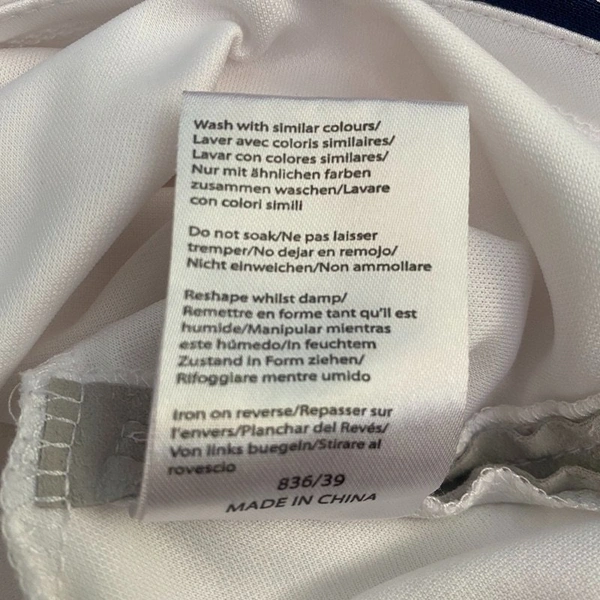 Wash with similar colours/
Laver avec coloris similaires/
Lavar con colores similares/
Nur mit ähnlichen farben
zusammen waschen/Lavare
con colori simili
Do not soak/Ne pas laisser
tremper/No dejar en remojo/
Nicht einweichen/Non ammollare
Reshape whilst damp/
Remettre en forme tant qu'il est
humide/Manipular mientras
este húmedo/In feuchtem
Zustand in Form ziehen/
Rifoggiare mentre umido
Iron on reverse/Repasser sur
l'envers/Planchar del Revés/
Von links buegeln/Stirare al
rovescio
836/39
MADE IN CHINA